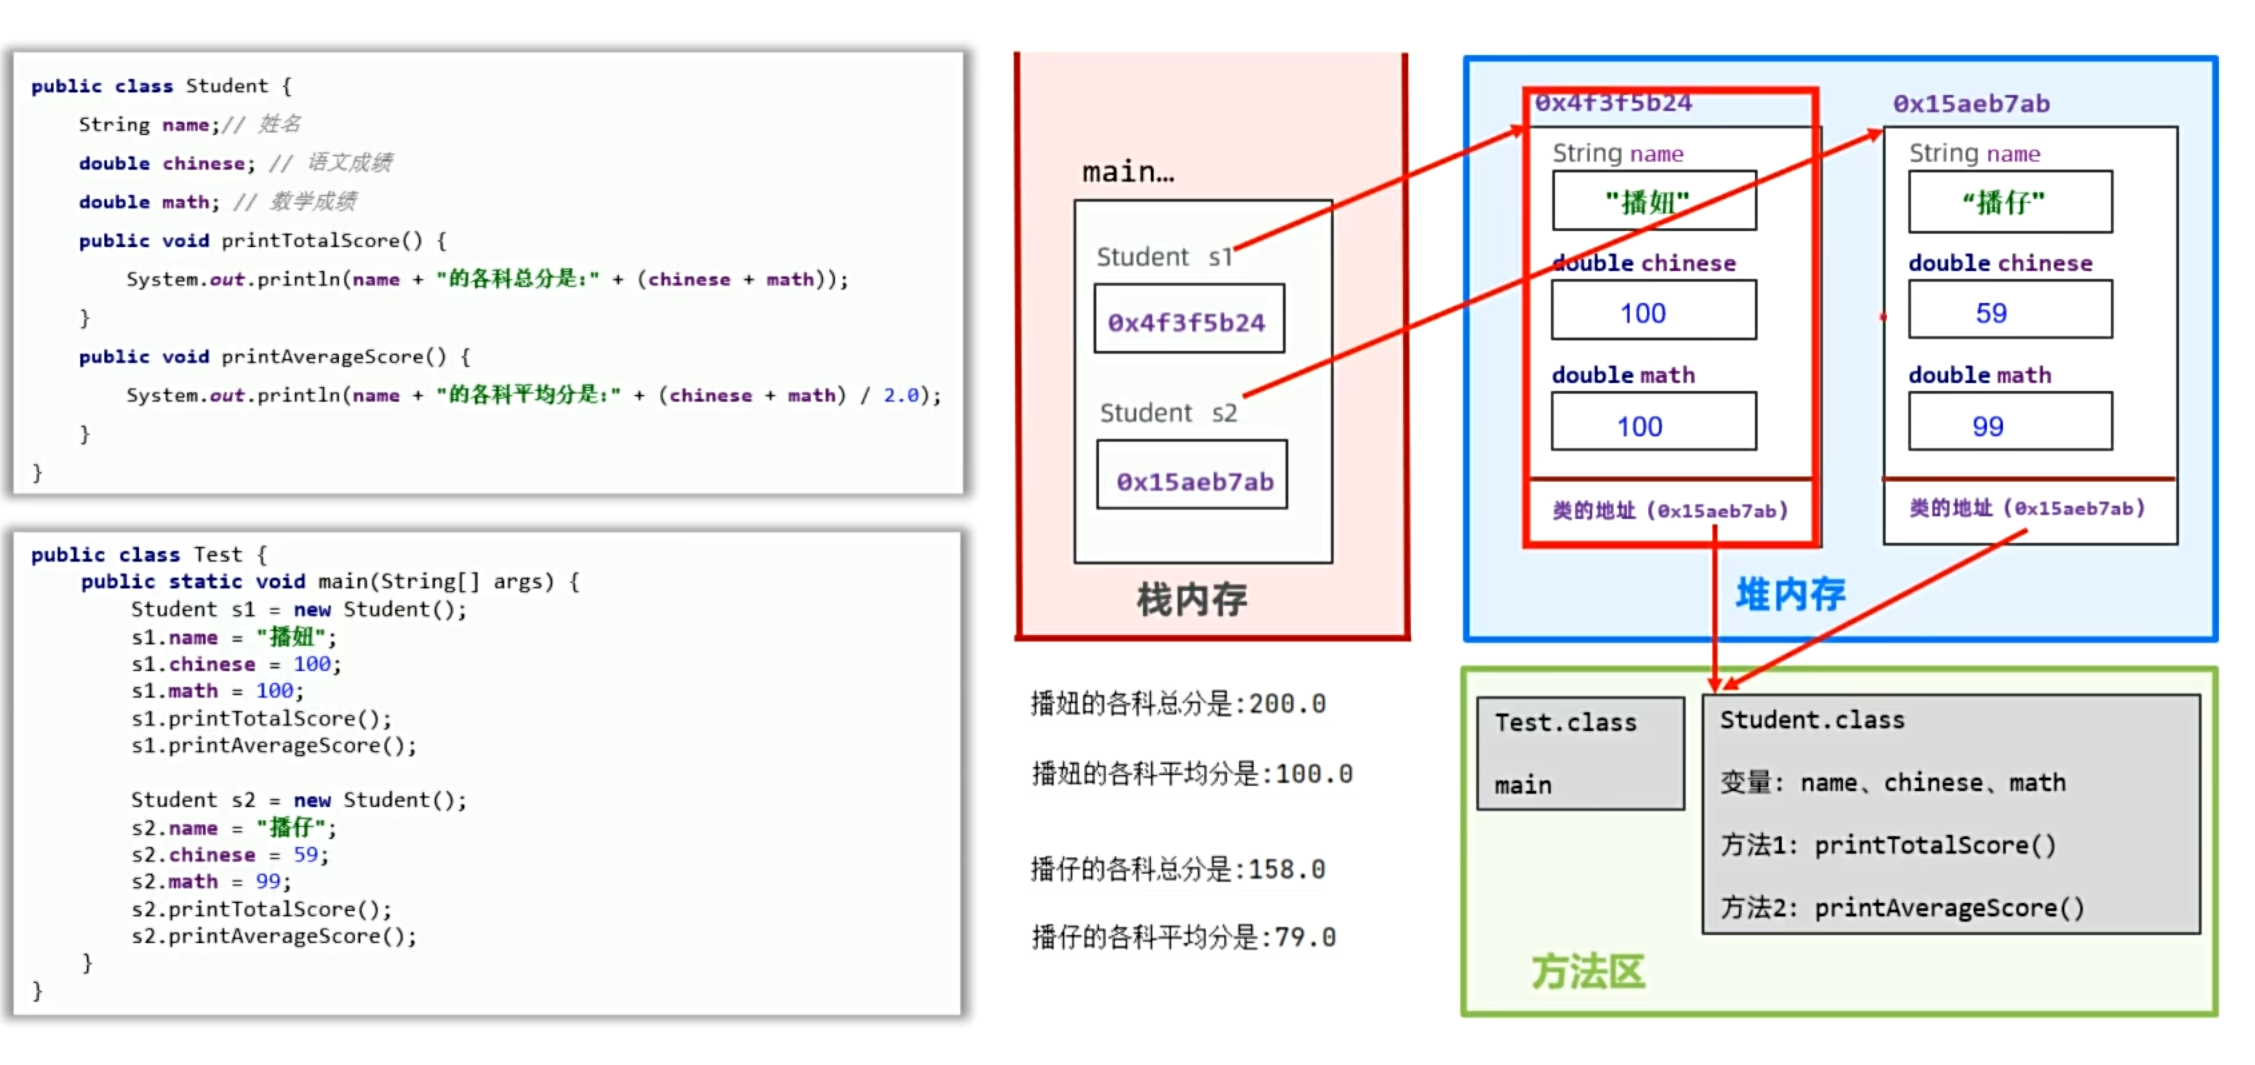 public class Student {
String name;// 姓名
double chinese; // 语文成绩
double math; // 数学成绩
public void printTotalScore() {
System.out.println(name + "的各科总分是:" + (chinese + math));
}
public void printAverageScore() {
System.out.println(name + "的各科平均分是:" + (chinese + math) / 2.0);
}
}
public class Test {
public static void main(String[] args) {
Student s1 = new Student();
s1.name = "播妞";
s1.chinese = 100;
s1.math = 100;
s1.printTotalScore();
s1.printAverageScore();
Student s2 = new Student();
s2.name = "播仔";
s2.chinese = 59;
s2.math = 99;
s2.printTotalScore();
s2.printAverageScore();
}
}
main…
Student s1
0x4f3f5b24
Student s2
0x15aeb7ab
栈内存
播妞的各科总分是:200.0
播妞的各科平均分是:100.0
播仔的各科总分是:158.0
播仔的各科平均分是:79.0
0x4f3f5b24
String name
"播妞"
double chinese
100
double math
100
类的地址（0x15aeb7ab）
0x15aeb7ab
String name
“播仔"
double chinese
59
double math
99
类的地址（0x15aeb7ab）
堆内存
Test.class
main
Student.class
变量: name、chinese、math
方法1: printTotalScore()
方法2: printAverageScore()
方法区